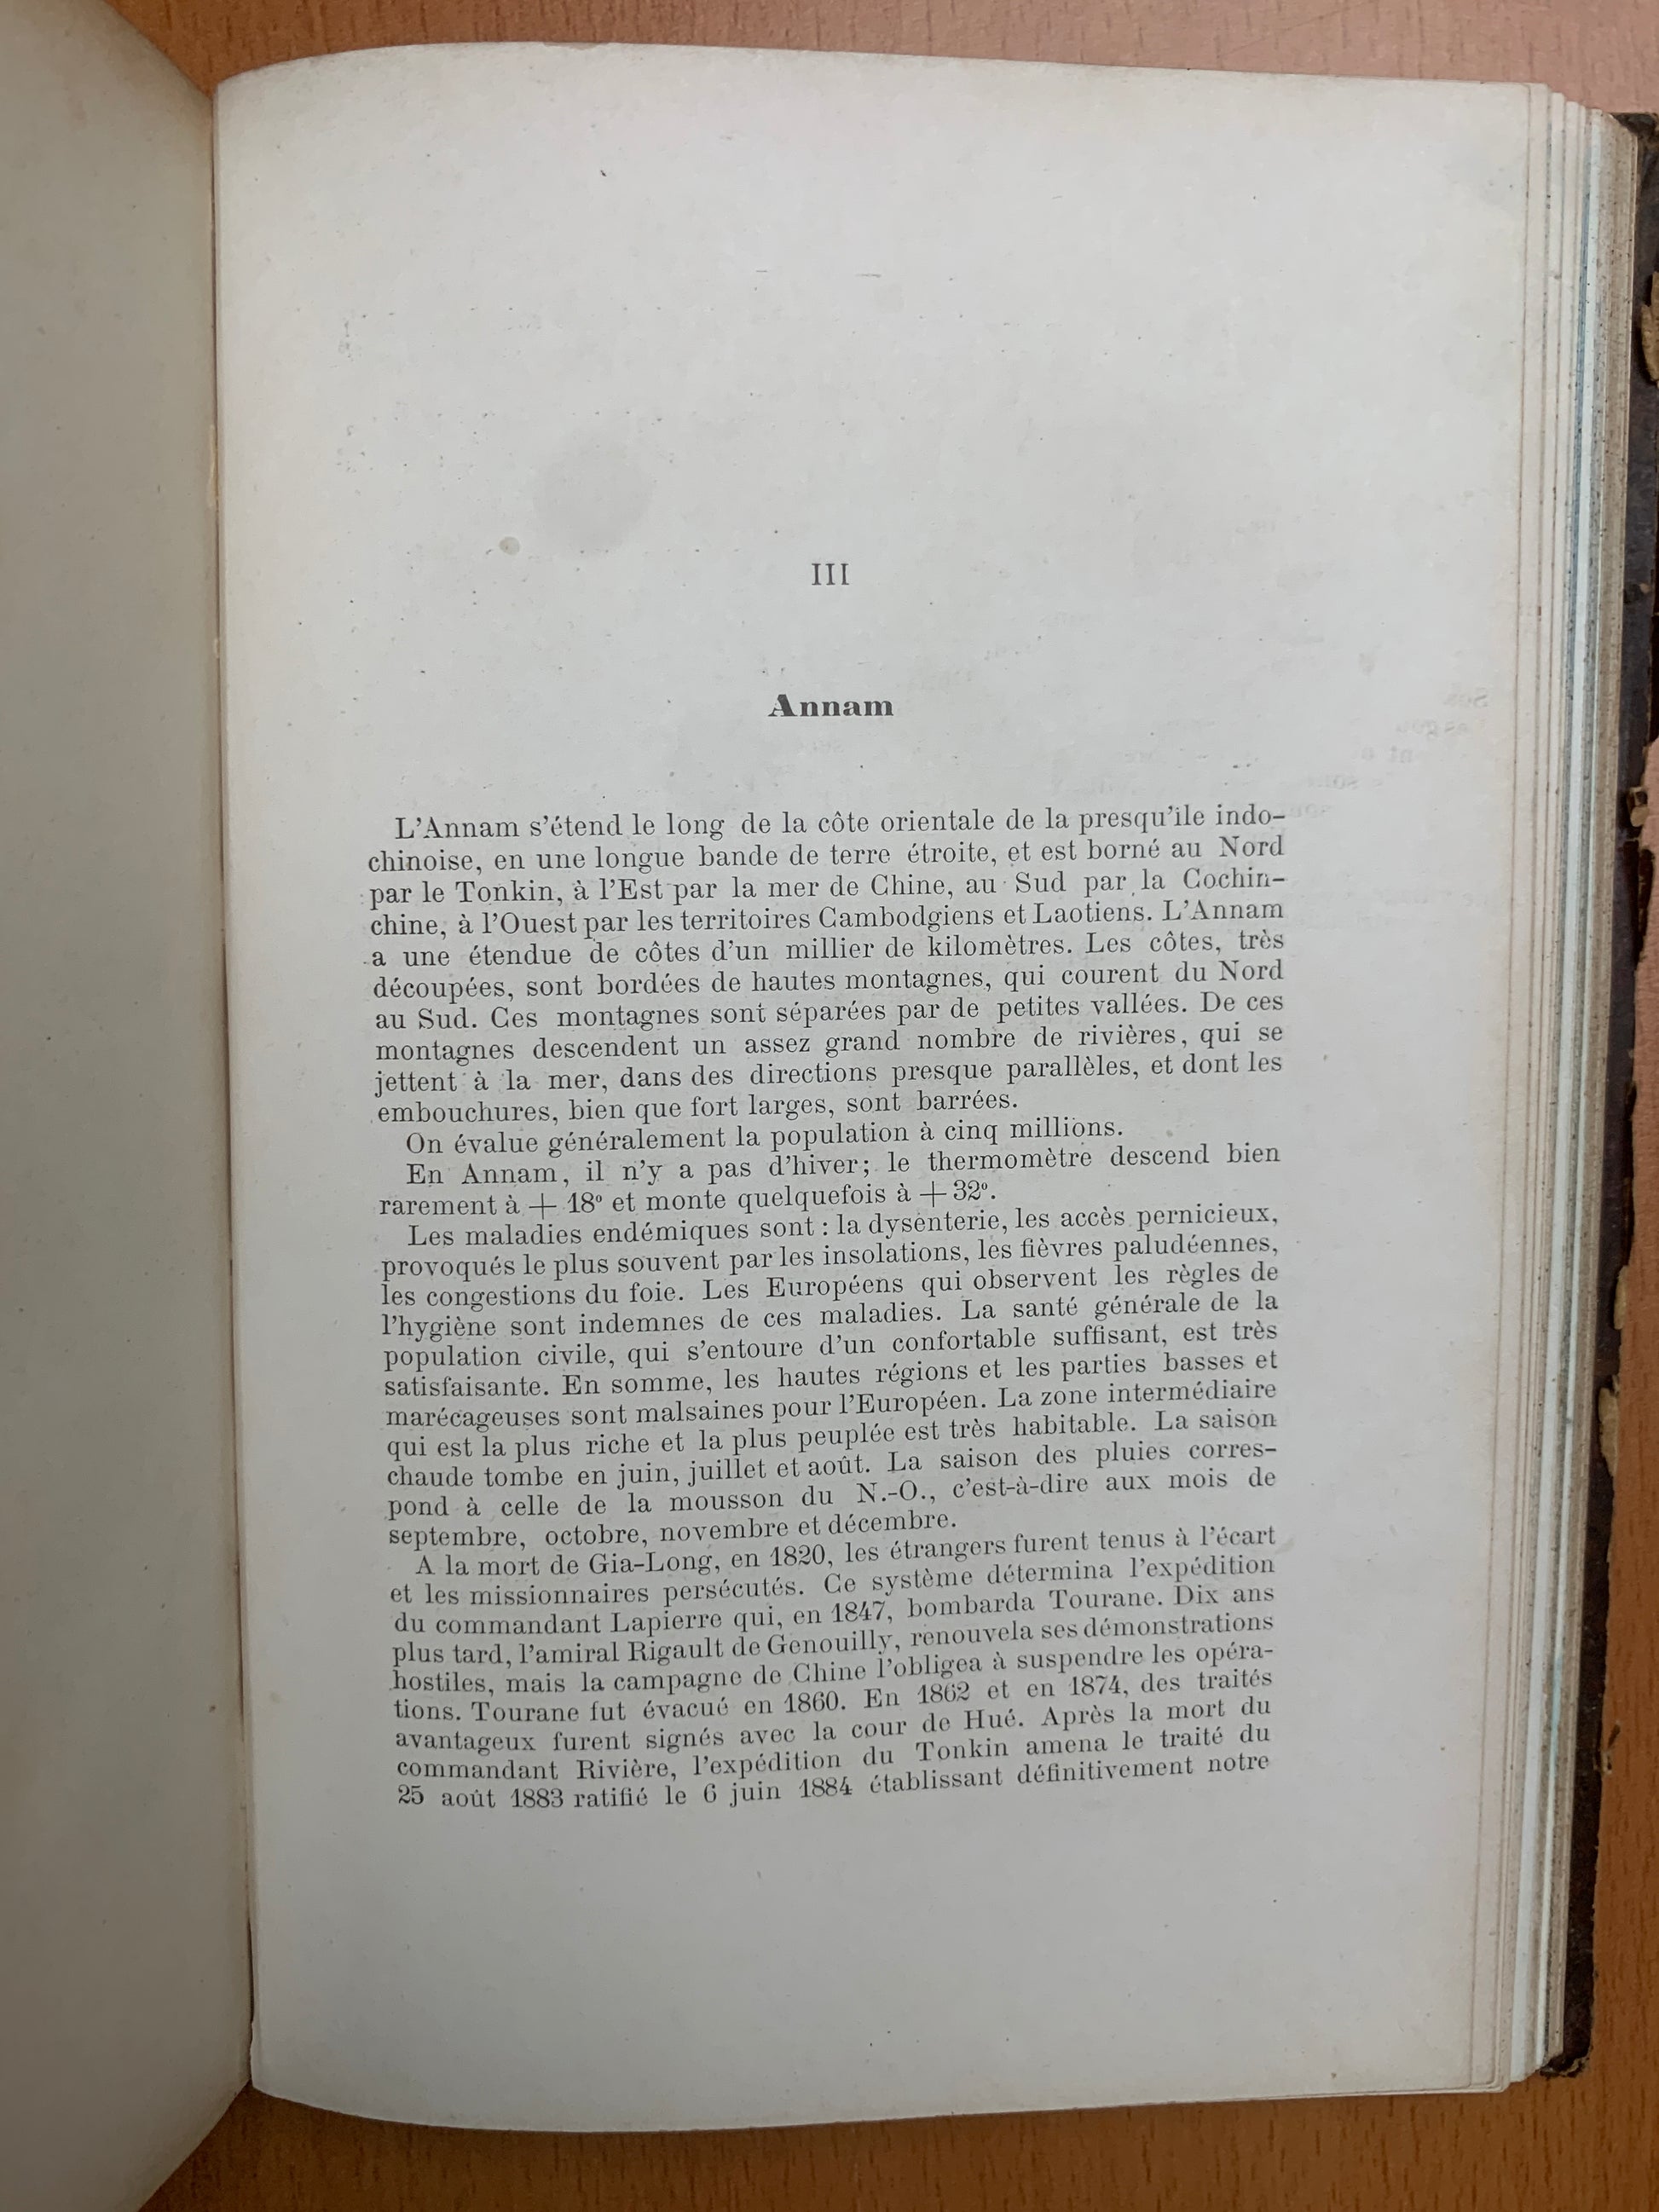 III
Annam
L'Annam s'étend le long de la côte orientale de la presqu'ile indo-
chinoise, en une longue bande de terre étroite, et est borné au Nord
par le Tonkin, à l'Est par la mer de Chine, au Sud par la Cochin-
chine, à l'Ouest par les territoires Cambodgiens et Laotiens. L'Annam
a une étendue de côtes d'un millier de kilomètres. Les côtes, très
découpées, sont bordées de hautes montagnes, qui courent du Nord
au Sud. Ces montagnes sont séparées par de petites vallées. De ces
montagnes descendent un assez grand nombre de rivières, qui se
jettent à la mer, dans des directions presque parallèles, et dont les
embouchures, bien que fort larges, sont barrées.
On évalue généralement la population à cinq millions.
En Annam, il n'y a pas d'hiver; le thermomètre descend bien
rarement à + 18° et monte quelquefois à + 32°.
Les maladies endémiques sont : la dysenterie, les accès pernicieux,
provoqués le plus souvent par les insolations, les fièvres paludéennes,
les congestions du foie. Les Européens qui observent les règles de
l'hygiène sont indemnes de ces maladies. La santé générale de la
population civile, qui s'entoure d'un confortable suffisant, est très
satisfaisante. En somme, les hautes régions et les parties basses et
marécageuses sont malsaines pour l'Européen. La zone intermédiaire
qui est la plus riche et la plus peuplée est très habitable. La saison
chaude tombe en juin, juillet et août. La saison des pluies corres-
pond à celle de la mousson du N.-O., c'est-à-dire aux mois de
septembre, octobre, novembre et décembre.
A la mort de Gia-Long, en 1820, les étrangers furent tenus à l'écart
et les missionnaires persécutés. Ce système détermina l'expédition
du commandant Lapierre qui, en 1847, bombarda Tourane. Dix ans
plus tard, l'amiral Rigault de Genouilly, renouvela ses démonstrations
hostiles, mais la campagne de Chine l'obligea à suspendre les opéra-
tions. Tourane fut évacué en 1860. En 1862 et en 1874, des traités
avantageux furent signés avec la cour de Hué. Après la mort du
commandant Rivière, l'expédition du Tonkin amena le traité du
25 août 1883 ratifié le 6 juin 1884 établissant définitivement notre